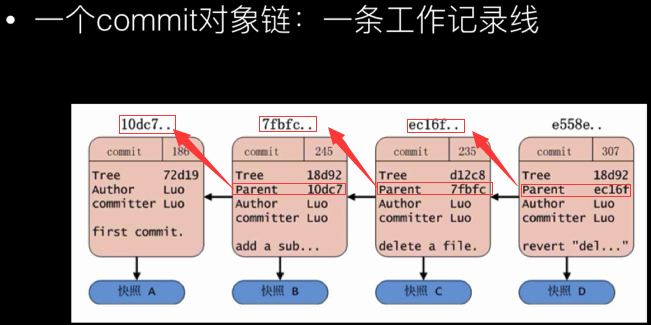 • 一个commit对象链：一条工作记录线
10dc7.. 7fbfc.. ec16f.. e558e..
commit 186 commit 245 commit 235 commit 307
Tree 72d19 Tree 18d92 Tree d12c8 Tree 18d92
Author Luo Parent 10dc7 Parent 7fbfc Parent ec16f
committer Luo Author Luo Author Luo Author Luo
committer Luo committer Luo committer Luo
first commit.
add a sub... delete a file. revert "del..."
快照 A 快照 B 快照 C 快照 D